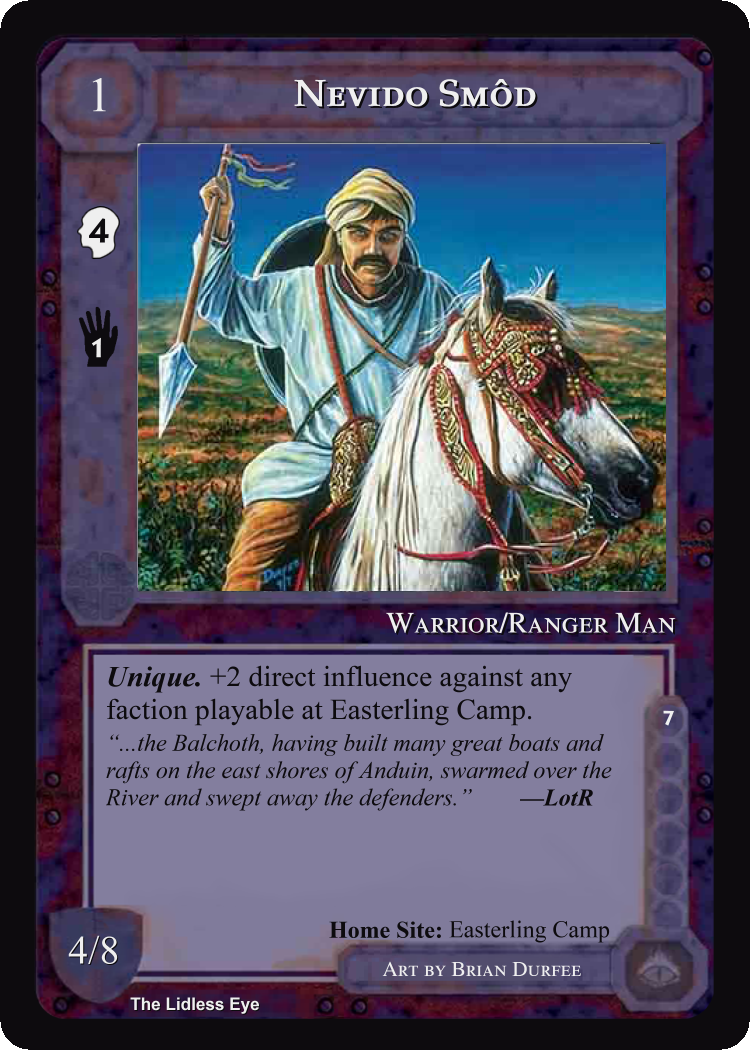 1
Nevido Smôd
4
1
Warrior/Ranger Man
Unique. +2 direct influence against any
faction playable at Easterling Camp.
“...the Balchoth, having built many great boats and
rafts on the east shores of Anduin, swarmed over the
River and swept away the defenders.” —LotR
7
Home Site: Easterling Camp
4/8
Art by Brian Durfee
The Lidless Eye